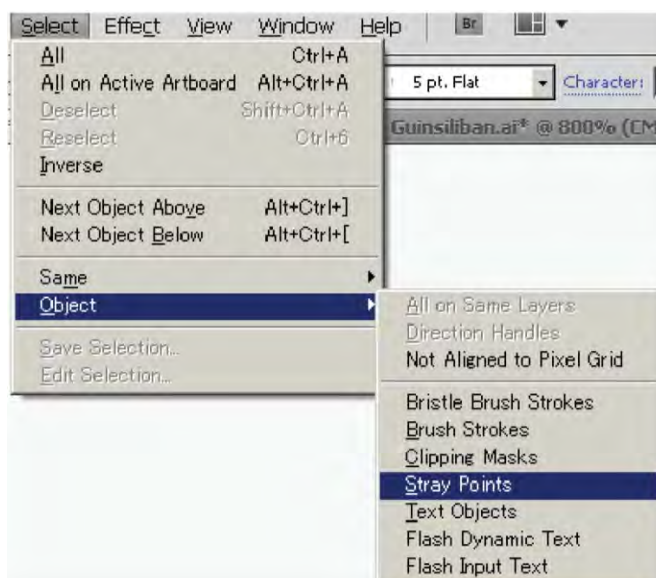 Select Effect View Window Help Br
All Ctrl+A
All on Active Artboard Alt+Ctrl+A
5 pt. Flat Character:
Deselect Shift+Ctrl+A
Guinsiliban.ai* @ 800% (CM
Reselect Ctrl+6
Inverse
Next Object Above Alt+Ctrl+]
Next Object Below Alt+Ctrl+[
Same
Object
All on Same Layers
Direction Handles
Not Aligned to Pixel Grid
Save Selection...
Edit Selection...
Bristle Brush Strokes
Brush Strokes
Clipping Masks
Stray Points
Text Objects
Flash Dynamic Text
Flash Input Text